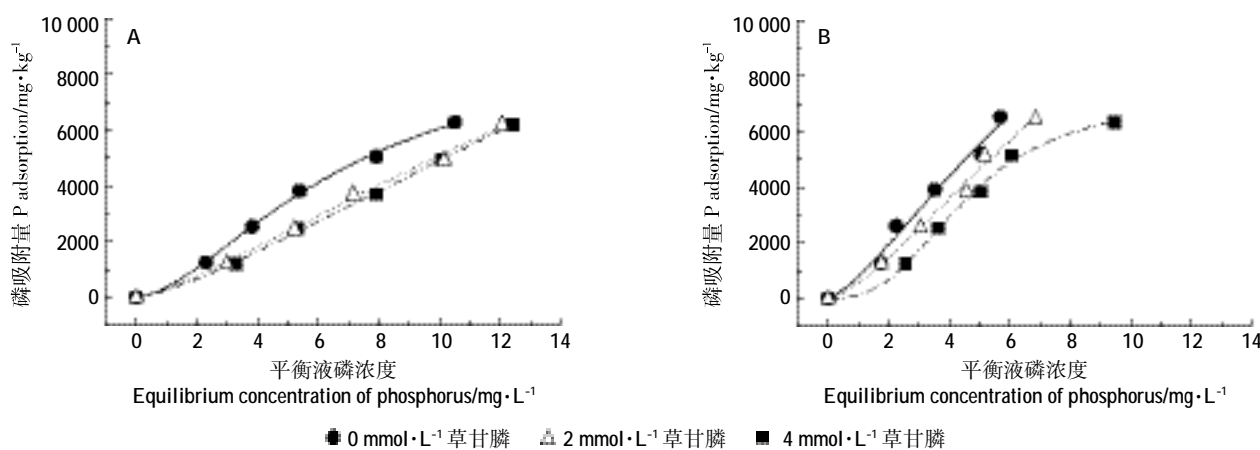 10 000
8000
6000
4000
2000
0
磷吸附量 P adsorption/mg·kg⁻¹
A
0 2 4 6 8 10 12 14
平衡液磷浓度
Equilibrium concentration of phosphorus/mg·L⁻¹
10 000
8000
6000
4000
2000
0
磷吸附量 P adsorption/mg·kg⁻¹
B
0 2 4 6 8 10 12 14
平衡液磷浓度
Equilibrium concentration of phosphorus/mg·L⁻¹
0 mmol·L⁻¹ 草甘膦 2 mmol·L⁻¹ 草甘膦 4 mmol·L⁻¹ 草甘膦